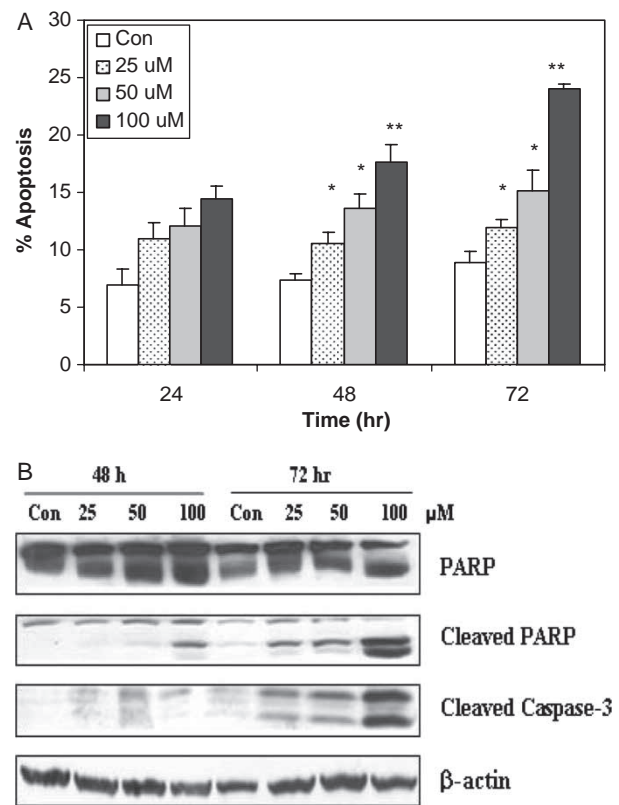 A
30
25
20
15
10
5
0
% Apoptosis
Con
25 uM
50 uM
100 uM
* * **
* * **
24 48 72
Time (hr)
B
48 h 72 hr
Con 25 50 100 Con 25 50 100 µM
PARP
Cleaved PARP
Cleaved Caspase-3
β-actin